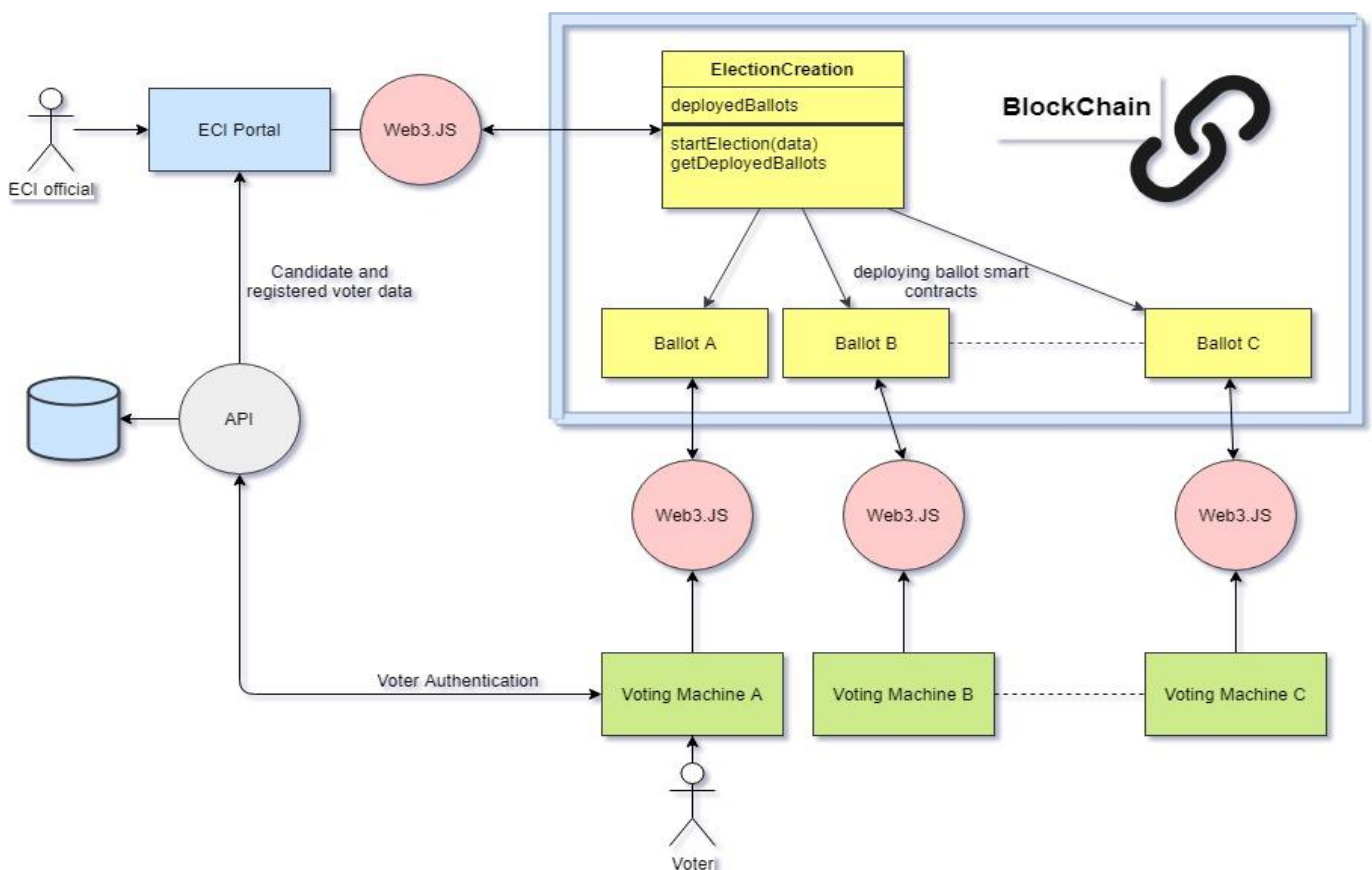 ElectionCreation
deployedBallots
startElection(data)
getDeployedBallots
BlockChain
ECI Portal
Web3.JS
ECI official
Candidate and
registered voter data
deploying ballot smart
contracts
Ballot A
Ballot B
Ballot C
API
Web3.JS
Web3.JS
Web3.JS
Voter Authentication
Voting Machine A
Voting Machine B
Voting Machine C
Voter